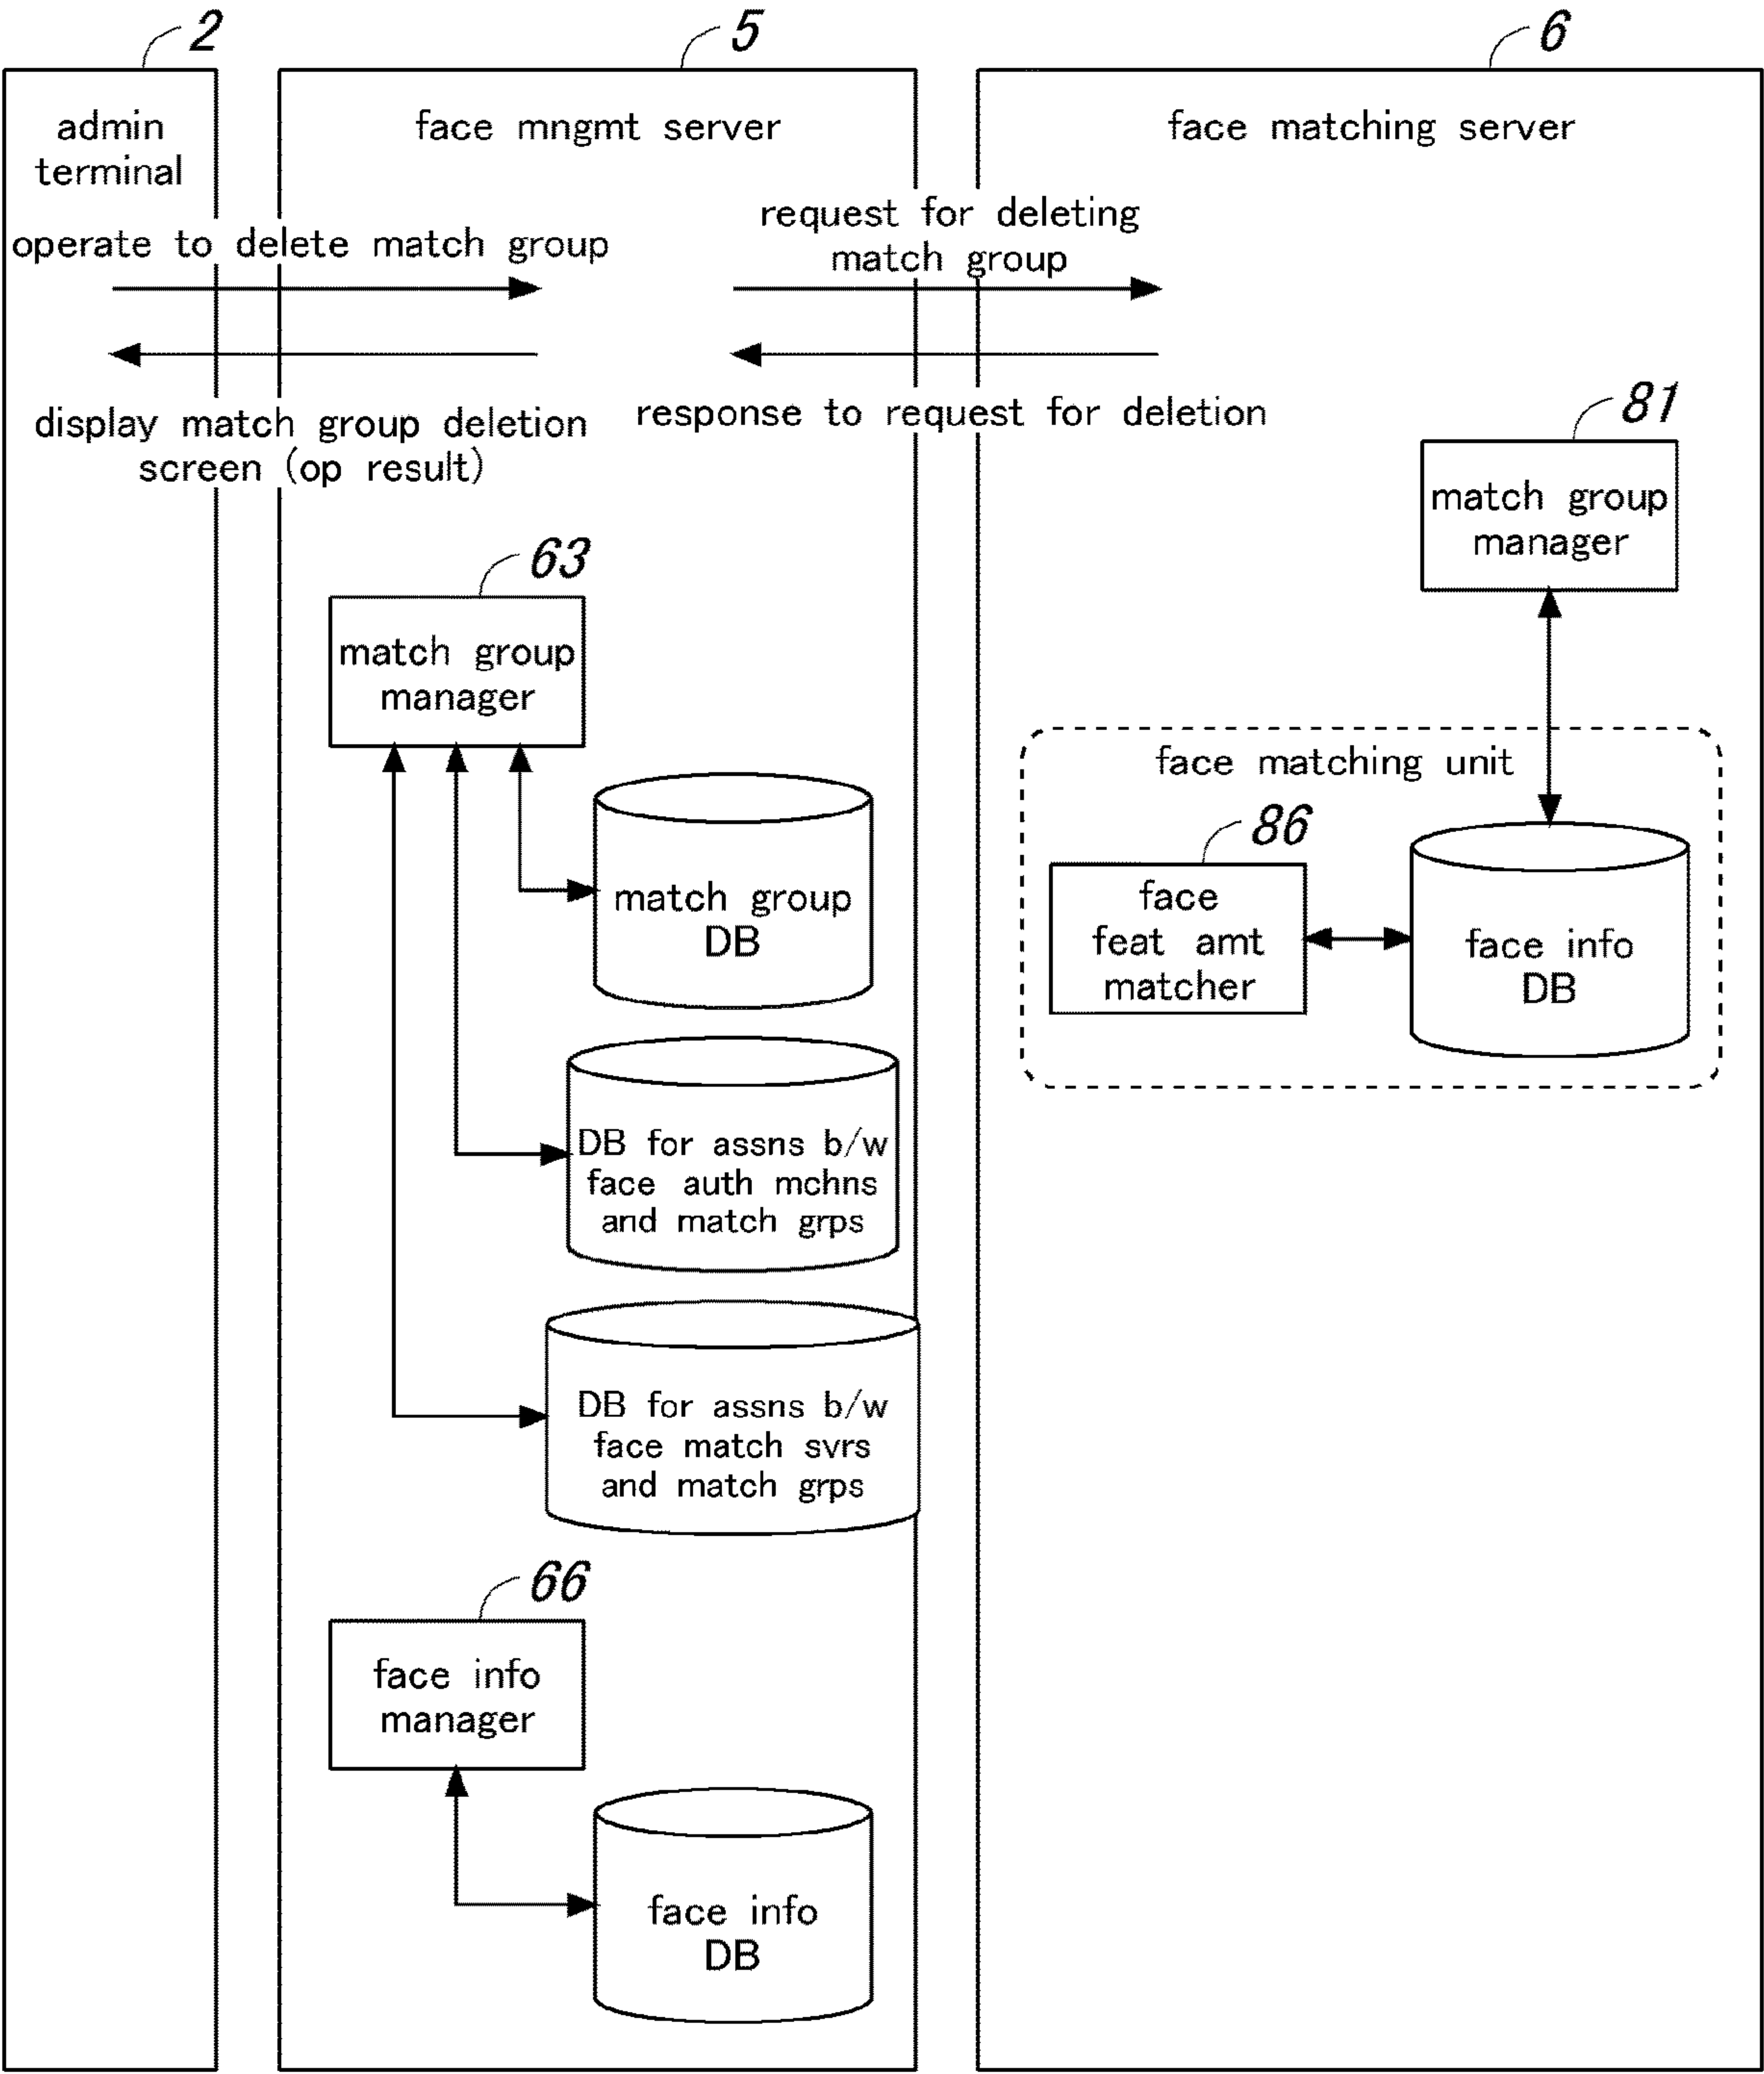 2
5
6
admin
terminal
face mngmt server
face matching server
operate to delete match group
request for deleting
match group
display match group deletion
screen (op result)
response to request for deletion
81
match group
manager
63
match group
manager
face matching unit
86
face
feat amt
matcher
face info
DB
match group
DB
DB for assns b/w
face auth mchns
and match grps
DB for assns b/w
face match svrs
and match grps
66
face info
manager
face info
DB